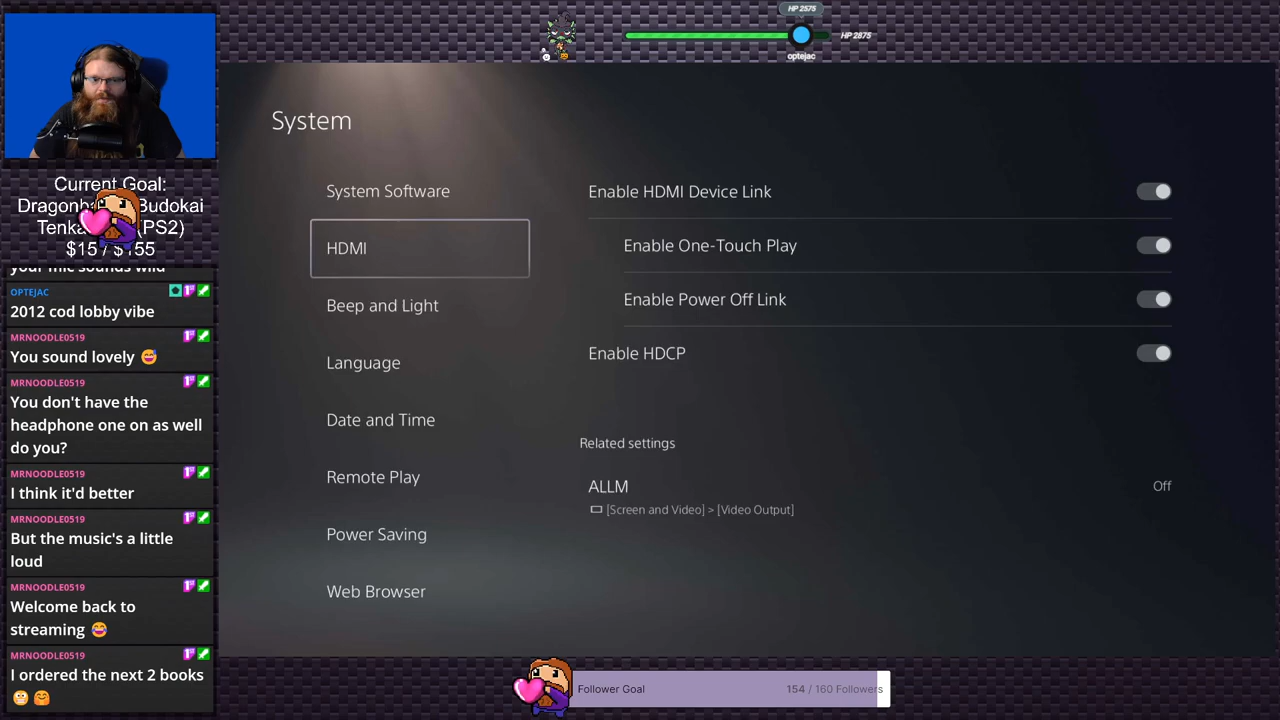 HP 2575
HP 2875
optejac
System
Current Goal:
Budokai
(PS2)
$15 / $155
System Software
HDMI
Beep and Light
Language
Date and Time
Remote Play
Power Saving
Web Browser
Enable HDMI Device Link
Enable One-Touch Play
Enable Power Off Link
Enable HDCP
Related settings
ALLM
Off
[Screen and Video] > [Video Output]
your mic sounds wild
OPTEJAC
2012 cod lobby vibe
MRNOODLE0519
You sound lovely 😅
MRNOODLE0519
You don't have the
headphone one on as well
do you?
MRNOODLE0519
I think it'd better
MRNOODLE0519
But the music's a little
loud
MRNOODLE0519
Welcome back to
streaming 😂
MRNOODLE0519
I ordered the next 2 books
😳 🤗
Follower Goal
154 / 160 Followers